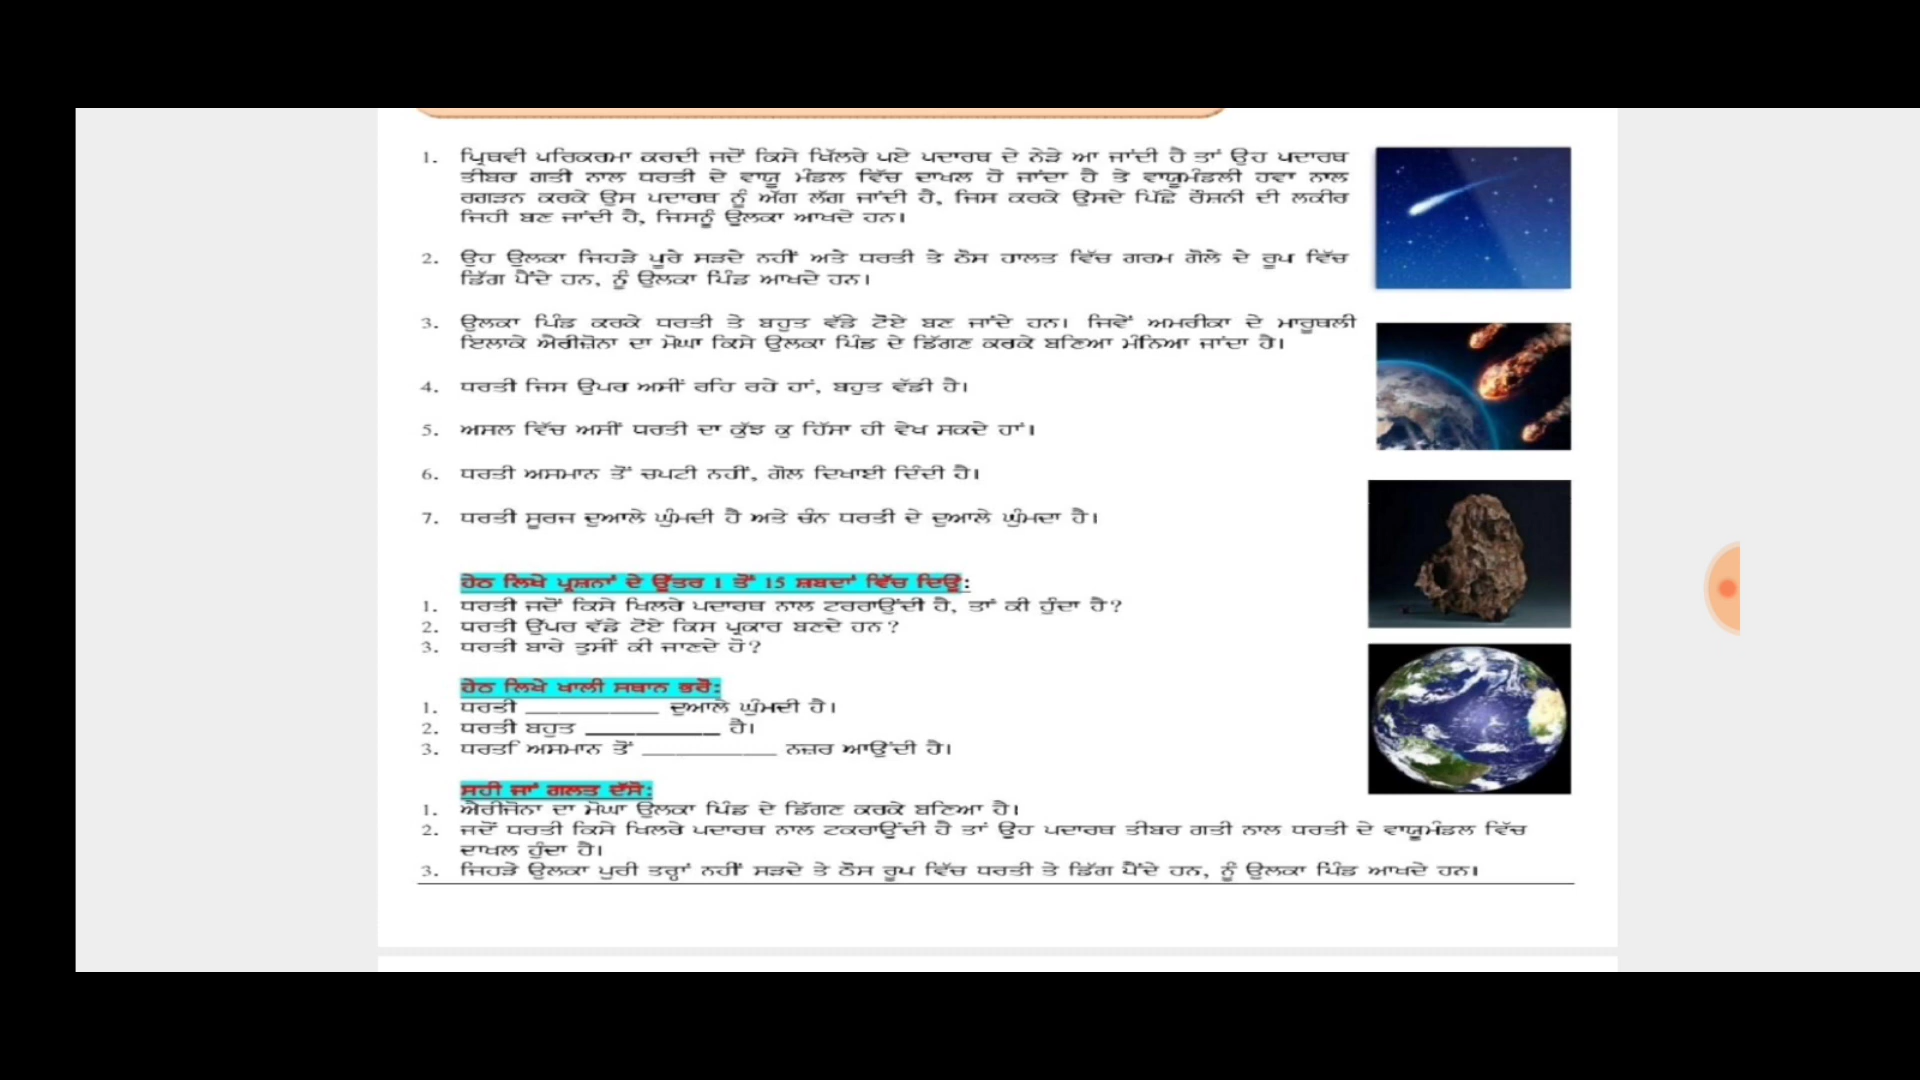 1. ਪ੍ਰਿਥਵੀ ਪਰਿਕਰਮਾ ਕਰਦੀ ਜਦੋਂ ਕਿਸੇ ਖਿੱਲਰੇ ਪਏ ਪਦਾਰਥ ਦੇ ਨੇੜੇ ਆ ਜਾਂਦੀ ਹੈ ਤਾਂ ਉਹ ਪਦਾਰਥ
ਤੀਬਰ ਗਤੀ ਨਾਲ ਧਰਤੀ ਦੇ ਵਾਯੂ ਮੰਡਲ ਵਿੱਚ ਦਾਖਲ ਹੋ ਜਾਂਦਾ ਹੈ ਤੇ ਵਾਯੂਮੰਡਲੀ ਹਵਾ ਨਾਲ
ਰਗੜਨ ਕਰਕੇ ਉਸ ਪਦਾਰਥ ਨੂੰ ਅੱਗ ਲੱਗ ਜਾਂਦੀ ਹੈ, ਜਿਸ ਕਰਕੇ ਉਸਦੇ ਪਿੱਛੇ ਰੌਸ਼ਨੀ ਦੀ ਲਕੀਰ
ਜਿਹੀ ਬਣ ਜਾਂਦੀ ਹੈ, ਜਿਸਨੂੰ ਉਲਕਾ ਆਖਦੇ ਹਨ।
2. ਉਹ ਉਲਕਾ ਜਿਹੜੇ ਪੂਰੇ ਸੜਦੇ ਨਹੀਂ ਅਤੇ ਧਰਤੀ ਤੇ ਠੋਸ ਹਾਲਤ ਵਿੱਚ ਗਰਮ ਗੋਲੇ ਦੇ ਰੂਪ ਵਿੱਚ
ਡਿੱਗ ਪੈਂਦੇ ਹਨ, ਨੂੰ ਉਲਕਾ ਪਿੰਡ ਆਖਦੇ ਹਨ।
3. ਉਲਕਾ ਪਿੰਡ ਕਰਕੇ ਧਰਤੀ ਤੇ ਬਹੁਤ ਵੱਡੇ ਟੋਏ ਬਣ ਜਾਂਦੇ ਹਨ। ਜਿਵੇਂ ਅਮਰੀਕਾ ਦੇ ਮਾਰੂਥਲੀ
ਇਲਾਕੇ ਐਰੀਜ਼ੋਨਾ ਦਾ ਮੋਘਾ ਕਿਸੇ ਉਲਕਾ ਪਿੰਡ ਦੇ ਡਿੱਗਣ ਕਰਕੇ ਬਣਿਆ ਮੰਨਿਆ ਜਾਂਦਾ ਹੈ।
4. ਧਰਤੀ ਜਿਸ ਉਪਰ ਅਸੀਂ ਰਹਿ ਰਹੇ ਹਾਂ, ਬਹੁਤ ਵੱਡੀ ਹੈ।
5. ਅਸਲ ਵਿੱਚ ਅਸੀਂ ਧਰਤੀ ਦਾ ਕੁੱਝ ਕੁ ਹਿੱਸਾ ਹੀ ਵੇਖ ਸਕਦੇ ਹਾਂ।
6. ਧਰਤੀ ਅਸਮਾਨ ਤੋਂ ਚਪਟੀ ਨਹੀਂ, ਗੋਲ ਦਿਖਾਈ ਦਿੰਦੀ ਹੈ।
7. ਧਰਤੀ ਸੂਰਜ ਦੁਆਲੇ ਘੁੰਮਦੀ ਹੈ ਅਤੇ ਚੰਨ ਧਰਤੀ ਦੇ ਦੁਆਲੇ ਘੁੰਮਦਾ ਹੈ।
ਹੇਠ ਲਿਖੇ ਪ੍ਰਸ਼ਨਾਂ ਦੇ ਉੱਤਰ 1 ਤੋਂ 15 ਸ਼ਬਦਾਂ ਵਿੱਚ ਦਿਉ:
1. ਧਰਤੀ ਜਦੋਂ ਕਿਸੇ ਖਿਲਰੇ ਪਦਾਰਥ ਨਾਲ ਟਰਰਾਉਂਦੀ ਹੈ, ਤਾਂ ਕੀ ਹੁੰਦਾ ਹੈ?
2. ਧਰਤੀ ਉੱਪਰ ਵੱਡੇ ਟੋਏ ਕਿਸ ਪ੍ਰਕਾਰ ਬਣਦੇ ਹਨ?
3. ਧਰਤੀ ਬਾਰੇ ਤੁਸੀਂ ਕੀ ਜਾਣਦੇ ਹੋ?
ਹੇਠ ਲਿਖੇ ਖਾਲੀ ਸਥਾਨ ਭਰੋ:
1. ਧਰਤੀ ____________ ਦੁਆਲੇ ਘੁੰਮਦੀ ਹੈ।
2. ਧਰਤੀ ਬਹੁਤ ____________ ਹੈ।
3. ਧਰਤਿ ਅਸਮਾਨ ਤੋਂ ____________ ਨਜ਼ਰ ਆਉਂਦੀ ਹੈ।
ਸਹੀ ਜਾਂ ਗਲਤ ਦੱਸੋ:
1. ਐਰੀਜੋਨਾ ਦਾ ਮੋਘਾ ਉਲਕਾ ਪਿੰਡ ਦੇ ਡਿੱਗਣ ਕਰਕੇ ਬਣਿਆ ਹੈ।
2. ਜਦੋਂ ਧਰਤੀ ਕਿਸੇ ਖਿਲਰੇ ਪਦਾਰਥ ਨਾਲ ਟਕਰਾਉਂਦੀ ਹੈ ਤਾਂ ਉਹ ਪਦਾਰਥ ਤੀਬਰ ਗਤੀ ਨਾਲ ਧਰਤੀ ਦੇ ਵਾਯੂਮੰਡਲ ਵਿੱਚ
ਦਾਖਲ ਹੁੰਦਾ ਹੈ।
3. ਜਿਹੜੇ ਉਲਕਾ ਪੂਰੀ ਤਰ੍ਹਾਂ ਨਹੀਂ ਸੜਦੇ ਤੇ ਠੋਸ ਰੂਪ ਵਿੱਚ ਧਰਤੀ ਤੇ ਡਿੱਗ ਪੈਂਦੇ ਹਨ, ਨੂੰ ਉਲਕਾ ਪਿੰਡ ਆਖਦੇ ਹਨ।